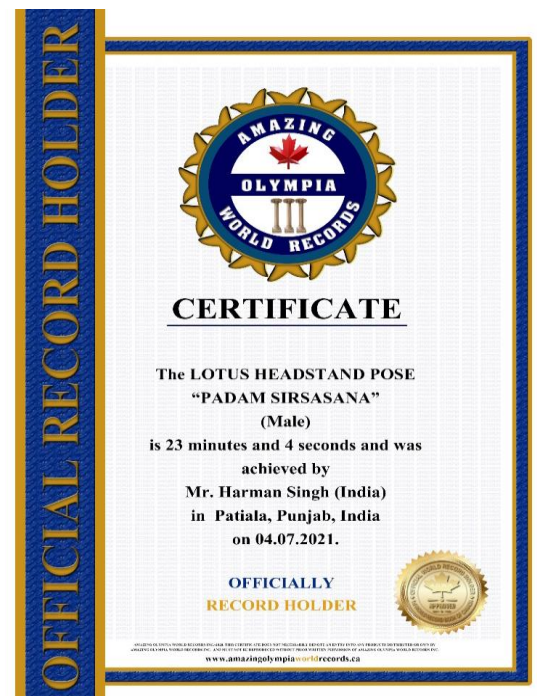 OFFICIAL RECORD HOLDER
AMAZING
OLYMPIA
WORLD RECORDS
CERTIFICATE
The LOTUS HEADSTAND POSE
“PADAM SIRSASANA”
(Male)
is 23 minutes and 4 seconds and was
achieved by
Mr. Harman Singh (India)
in Patiala, Punjab, India
on 04.07.2021.
OFFICIALLY
RECORD HOLDER
www.amazingolympiaworldrecords.ca